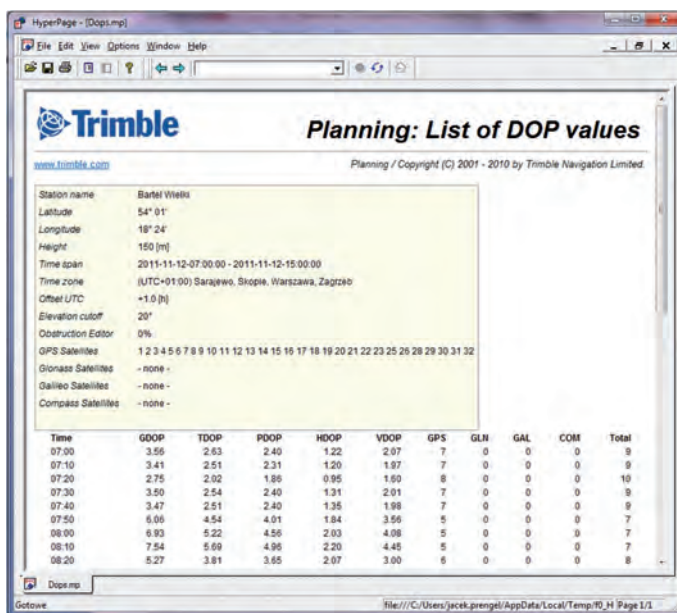 HyperPage - [Dops.mp]
File Edit View Options Window Help
Trimble
Planning: List of DOP values
www.trimble.com
Planning / Copyright (C) 2001 - 2010 by Trimble Navigation Limited.
Station name Bartel Wielki
Latitude 54° 01'
Longitude 18° 24'
Height 150 [m]
Time span 2011-11-12-07:00:00 - 2011-11-12-15:00:00
Time zone (UTC+01:00) Sarajewo, Skopie, Warszawa, Zagrzeb
Offset UTC +1.0 [h]
Elevation cutoff 20°
Obstruction Editor 0%
GPS Satellites 1 2 3 4 5 6 7 8 9 10 11 12 13 14 15 16 17 18 19 20 21 22 23 25 26 28 29 30 31 32
Glonass Satellites - none -
Galileo Satellites - none -
Compass Satellites - none -
Time GDOP TDOP PDOP HDOP VDOP GPS GLN GAL COM Total
07:00 3.56 2.63 2.40 1.22 2.07 7 0 0 0 9
07:10 3.41 2.51 2.31 1.20 1.97 7 0 0 0 9
07:20 2.75 2.02 1.86 0.95 1.60 8 0 0 0 10
07:30 3.50 2.54 2.40 1.31 2.01 7 0 0 0 9
07:40 3.47 2.51 2.40 1.35 1.98 7 0 0 0 9
07:50 6.06 4.54 4.01 1.84 3.56 5 0 0 0 7
08:00 6.93 5.22 4.56 2.03 4.08 5 0 0 0 7
08:10 7.54 5.69 4.96 2.20 4.45 5 0 0 0 7
08:20 5.27 3.81 3.65 2.07 3.00 6 0 0 0 8
Dops.mp
Gotowe file:///C:/Users/jacek.prengel/AppData/Local/Temp/f0_H Page 1/1